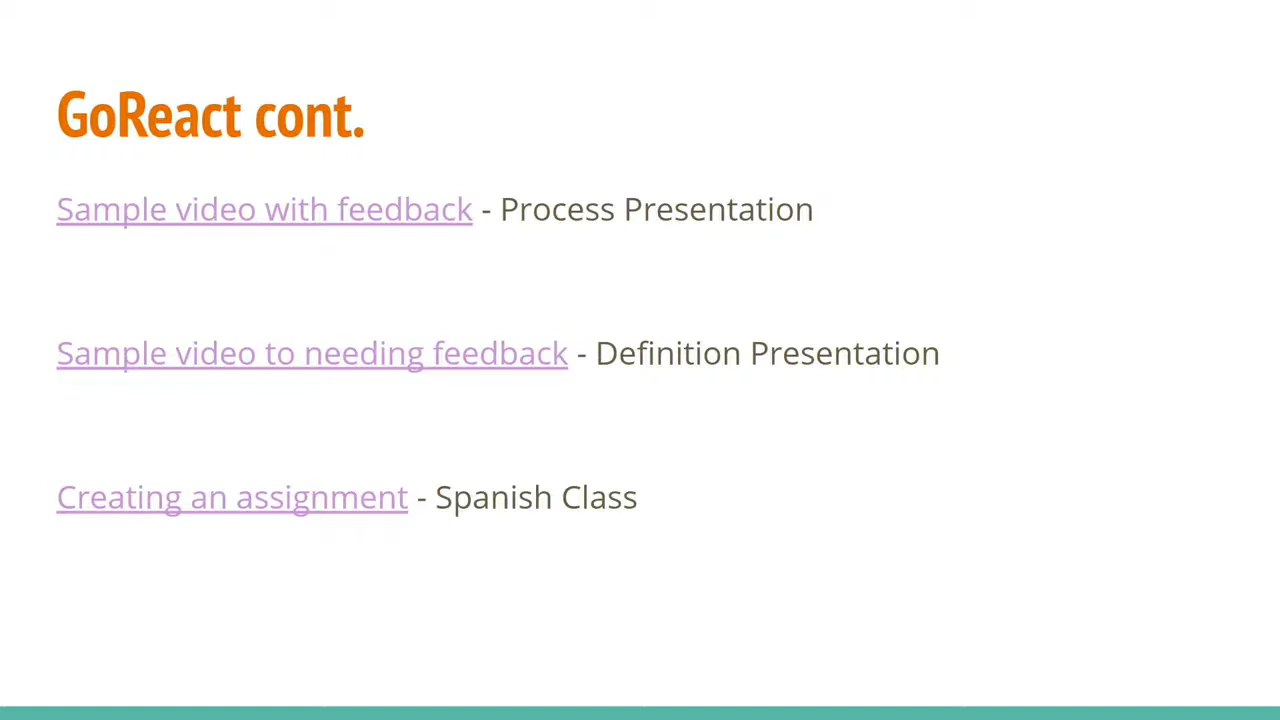 GoReact cont.
Sample video with feedback - Process Presentation
Sample video to needing feedback - Definition Presentation
Creating an assignment - Spanish Class